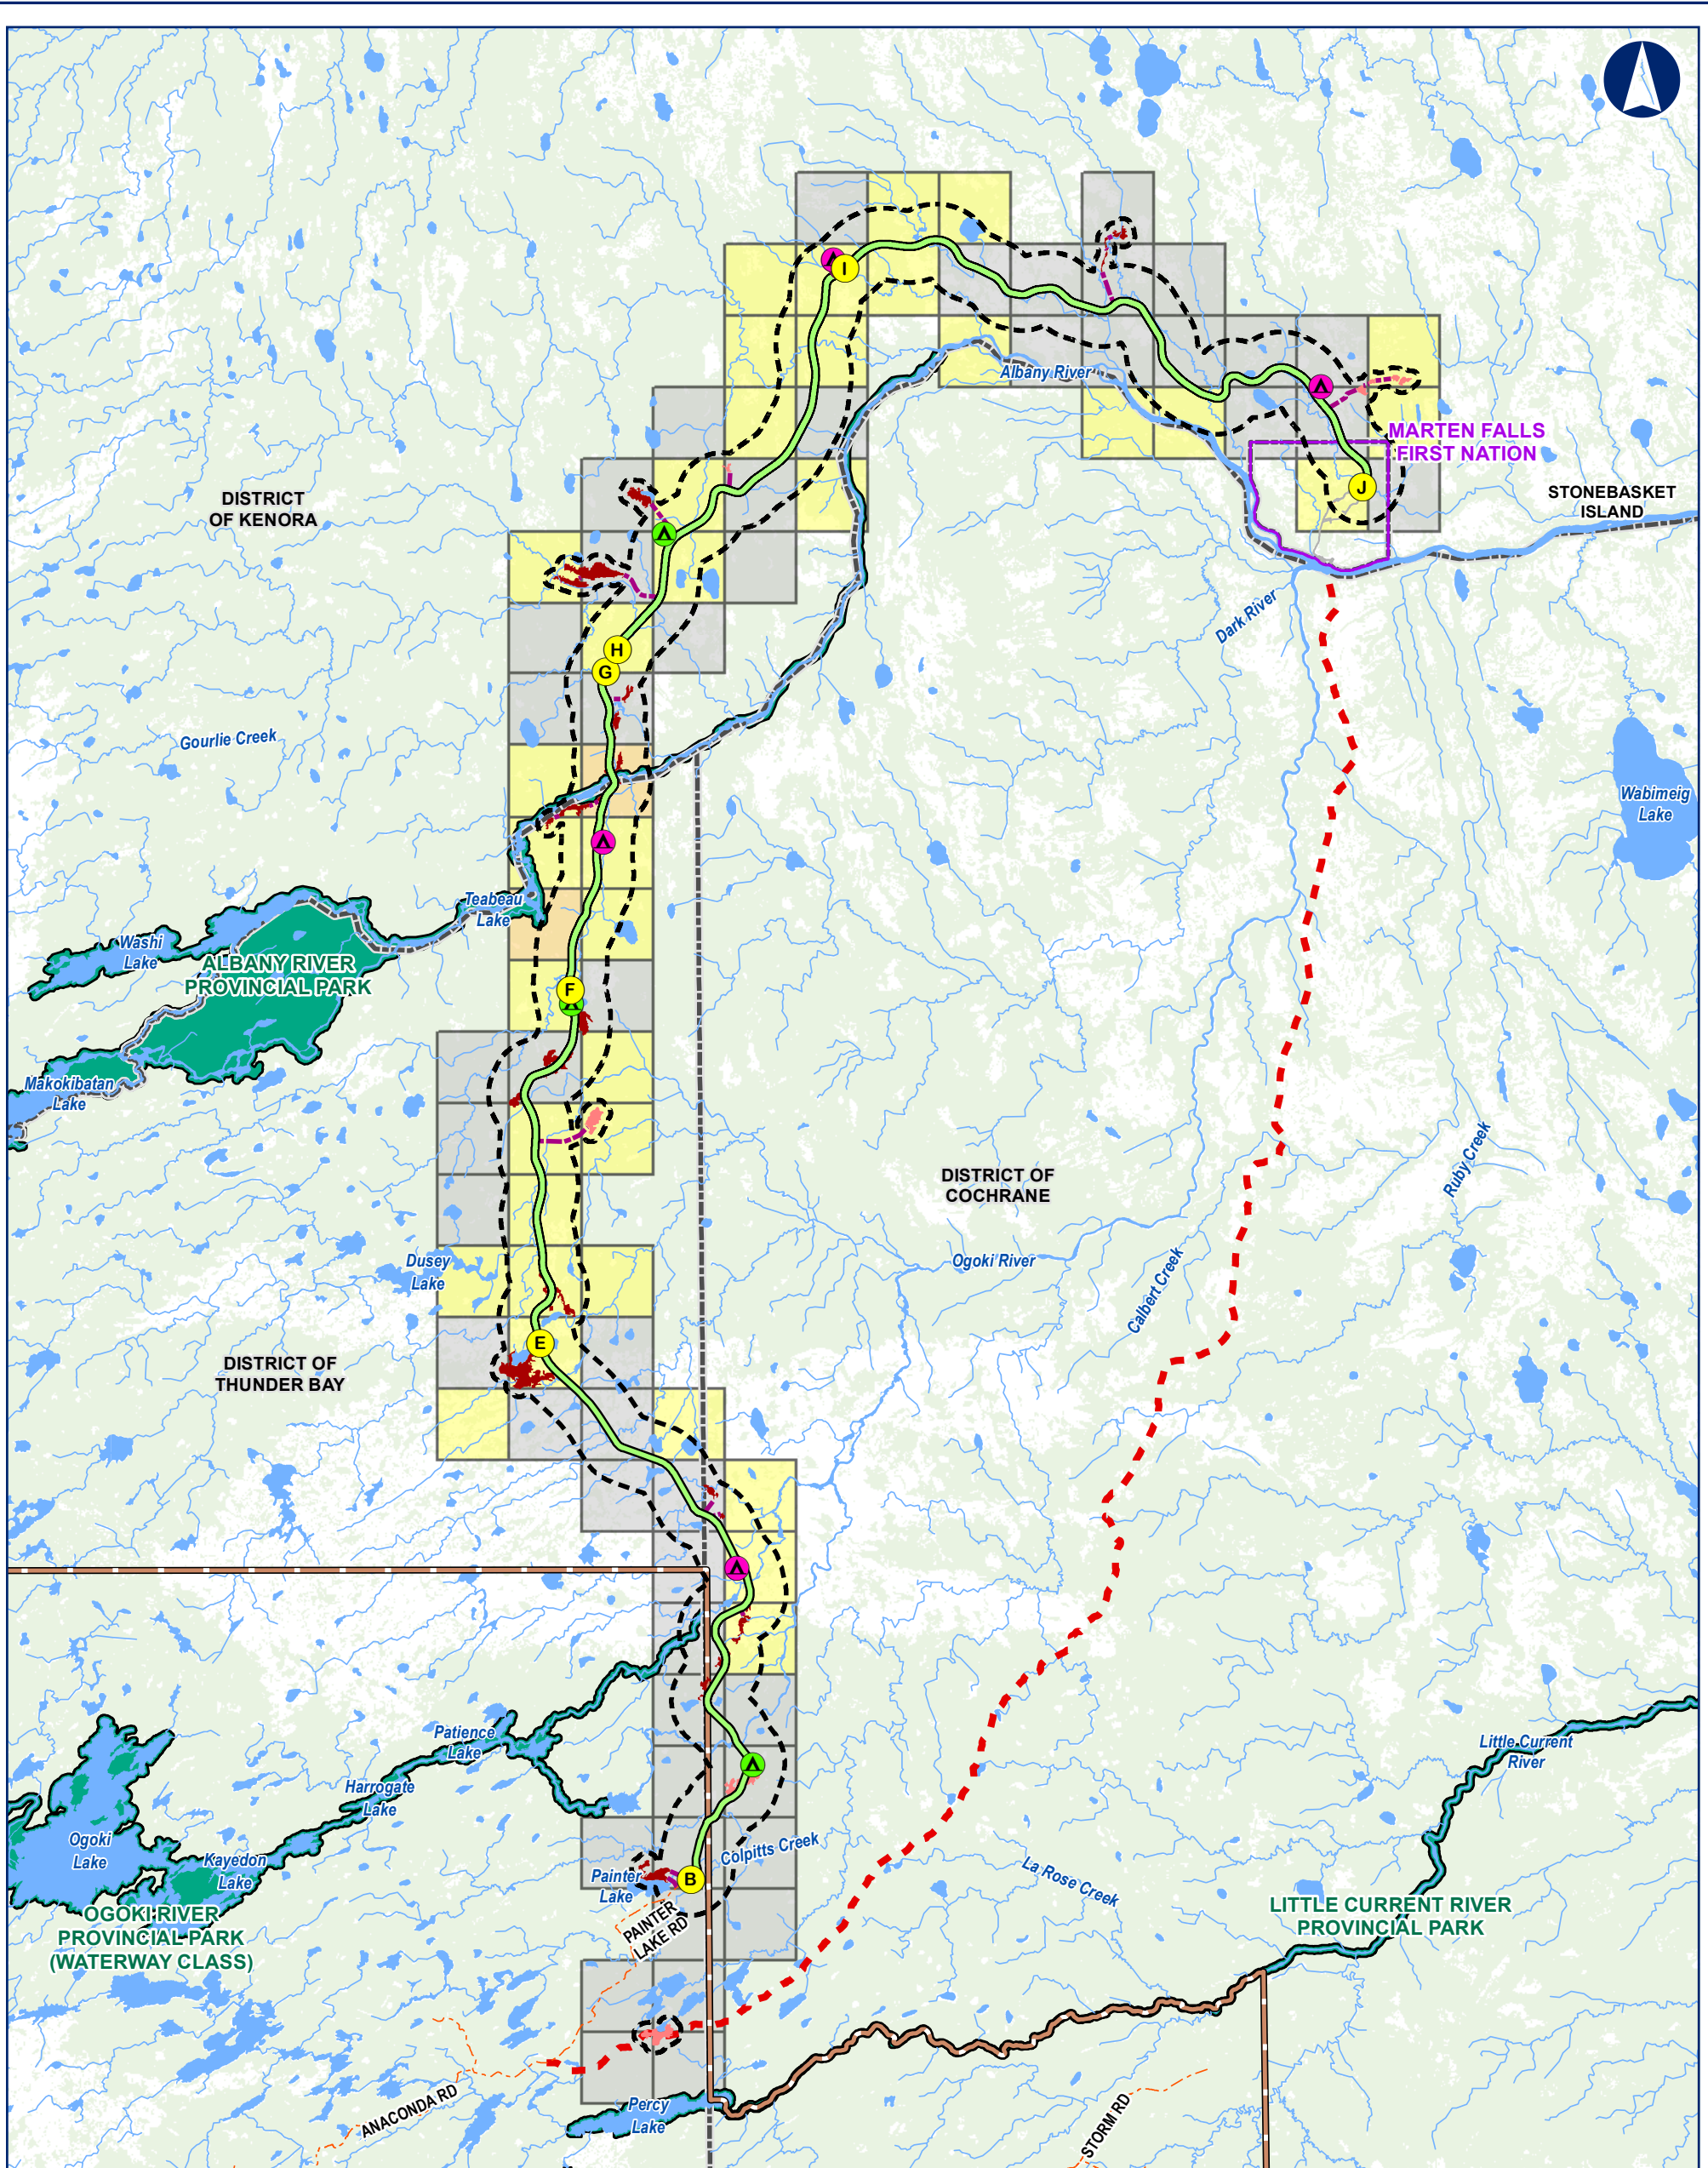 I
Albany River
MARTEN FALLS
FIRST NATION
J
STONEBASKET
ISLAND
DISTRICT
OF KENORA
Dark River
H
G
Gourlie Creek
Wabimeig
Lake
Teabeau
Lake
Washi
Lake
ALBANY RIVER
PROVINCIAL PARK
F
Makokibatan
Lake
DISTRICT OF
COCHRANE
Ruby Creek
Dusey
Lake
Ogoki River
Calbert Creek
E
DISTRICT OF
THUNDER BAY
Patience
Lake
Little Current
River
Harrogate
Lake
Ogoki
Lake
Kayedon
Lake
Colpitts Creek
Painter
Lake
B
La Rose Creek
OGOKI RIVER
PROVINCIAL PARK
(WATERWAY CLASS)
PAINTER
LAKE RD
LITTLE CURRENT RIVER
PROVINCIAL PARK
ANACONDA RD
Percy
Lake
STORM RD